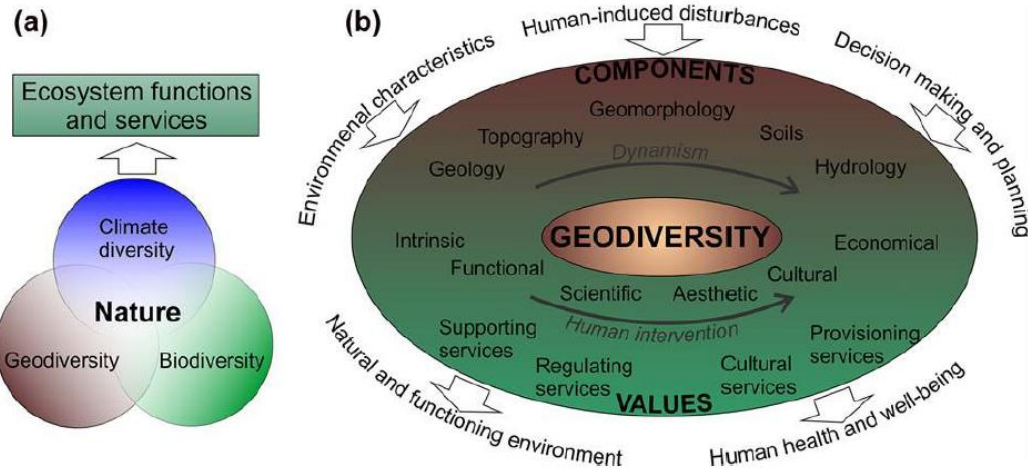 (a)
Ecosystem functions
and services
Climate
diversity
Nature
Geodiversity
Biodiversity
(b)
Human-induced disturbances
Environmenal characteristics
Decision making and planning
COMPONENTS
Geomorphology
Topography
Soils
Geology
Dynamism
Hydrology
GEODIVERSITY
Intrinsic
Economical
Functional
Cultural
Scientific
Aesthetic
Human intervention
Supporting
services
Regulating
services
Cultural
services
Provisioning
services
VALUES
Natural and functioning environment
Human health and well-being